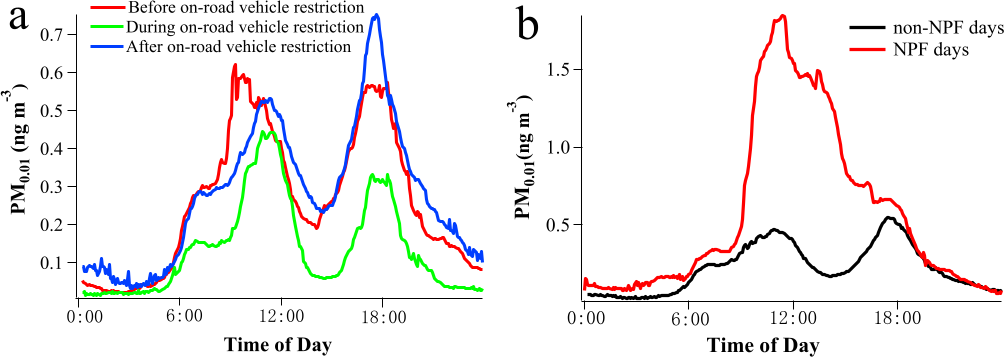 a
Before on-road vehicle restriction
During on-road vehicle restriction
After on-road vehicle restriction
PM0.01 (ng m-3)
0.7
0.6
0.5
0.4
0.3
0.2
0.1
0:00 6:00 12:00 18:00
Time of Day
b
non-NPF days
NPF days
PM0.01(ng m-3)
1.5
1.0
0.5
0:00 6:00 12:00 18:00
Time of Day